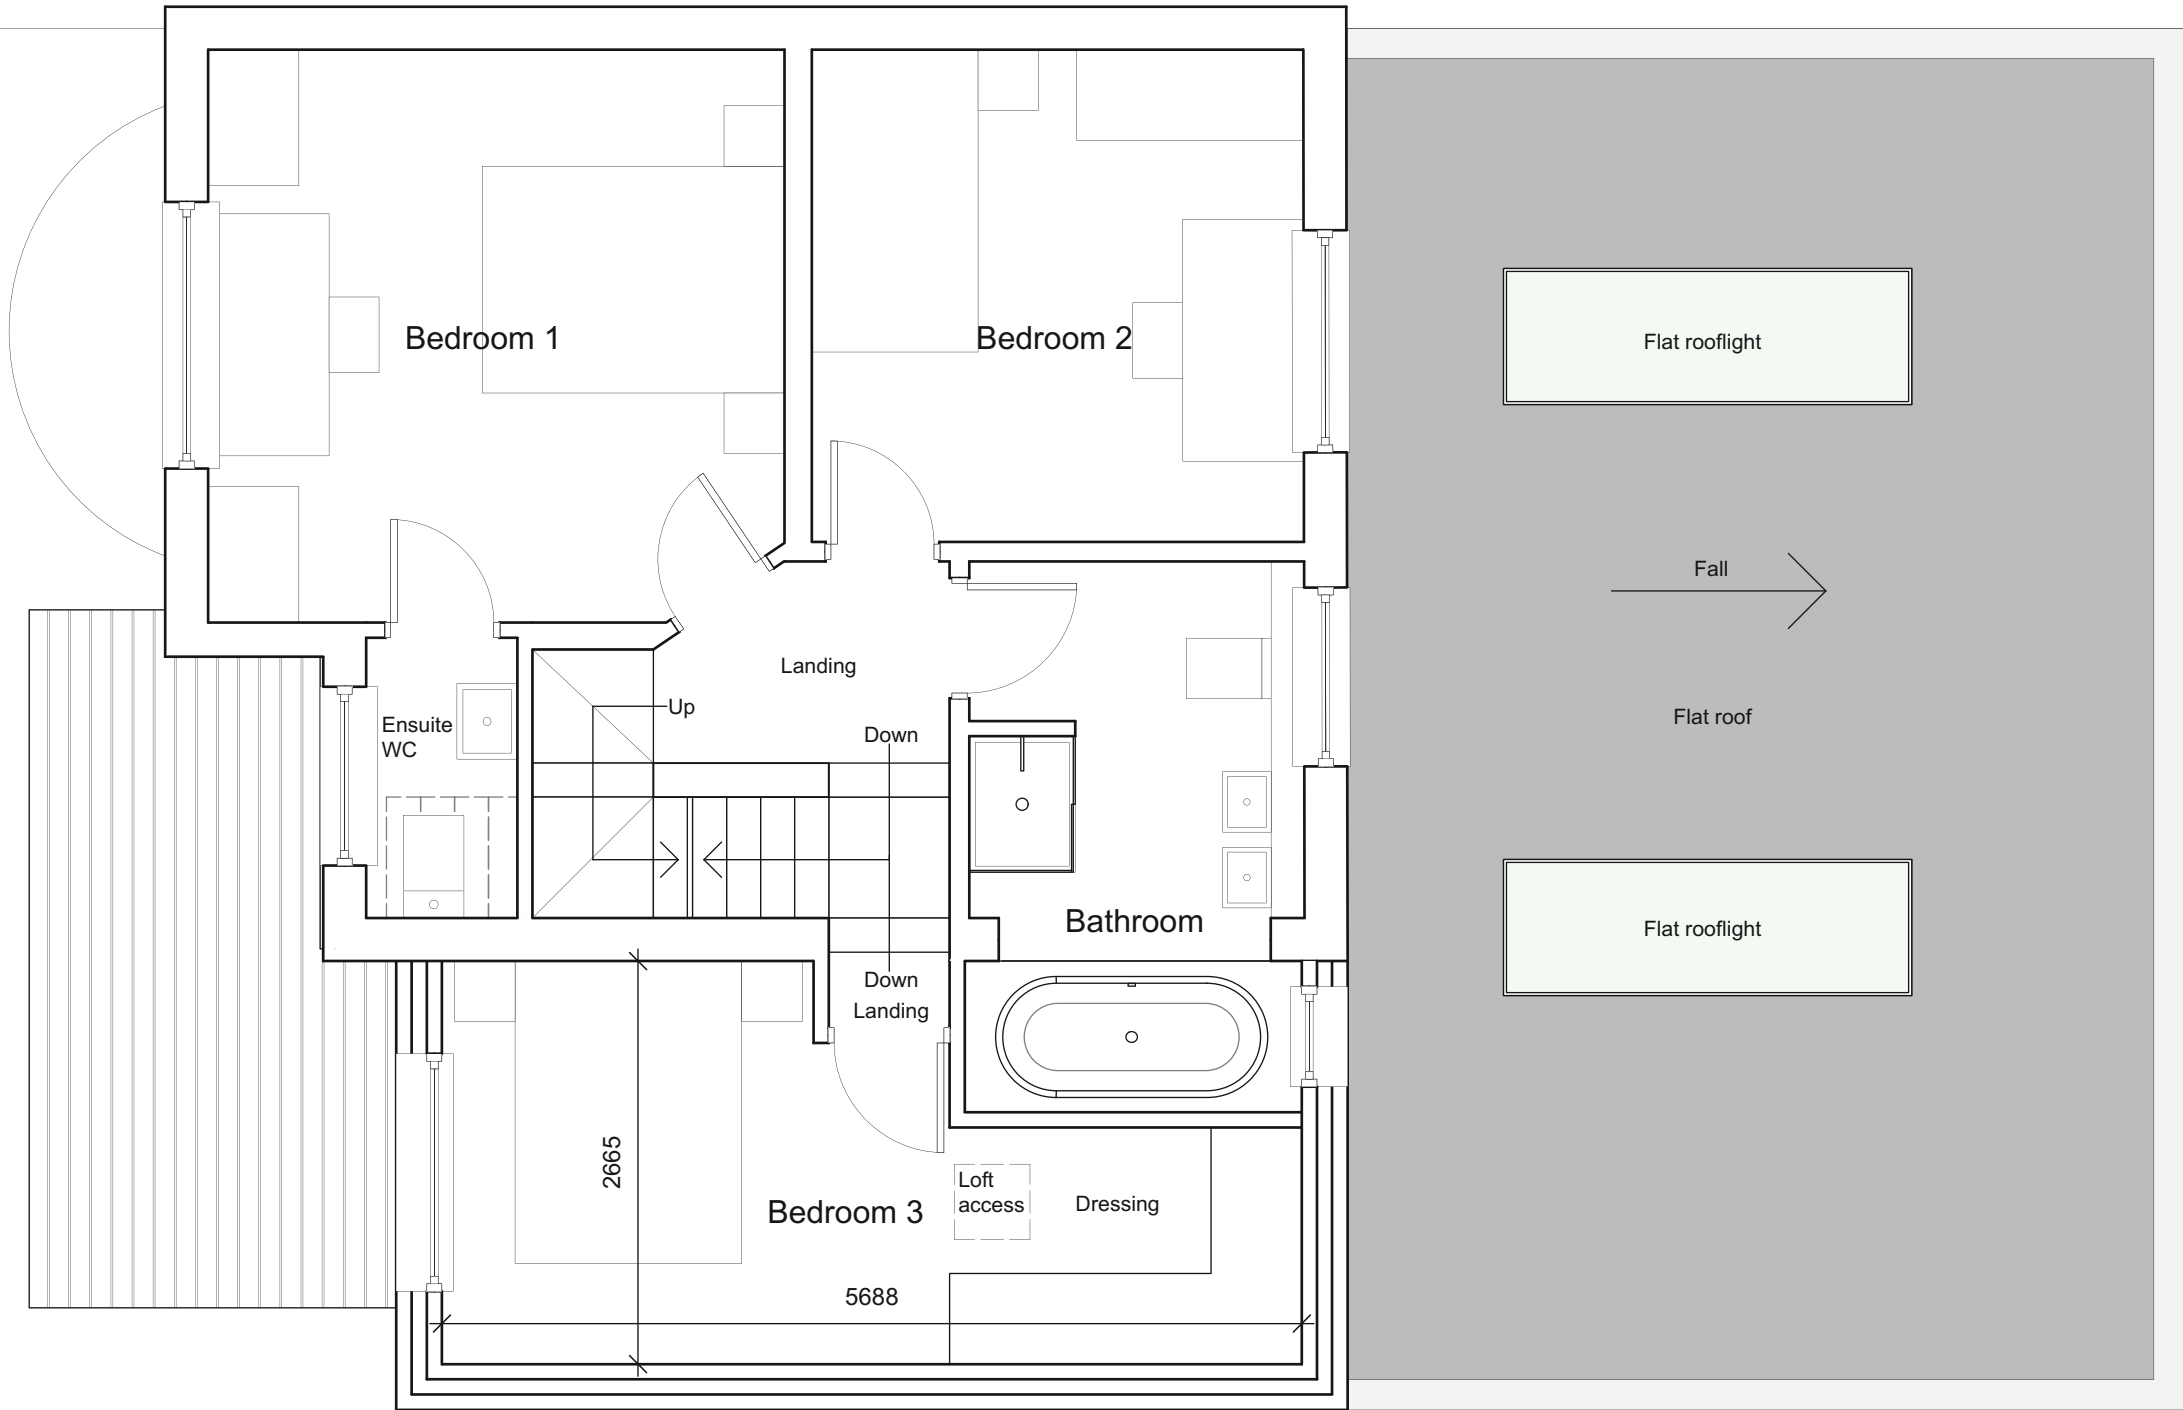 Bedroom 1
Bedroom 2
Flat rooflight
Fall
Landing
Up
Ensuite
WC
Down
Flat roof
Bathroom
Flat rooflight
Down
Landing
2665
Loft
access
Dressing
Bedroom 3
5688